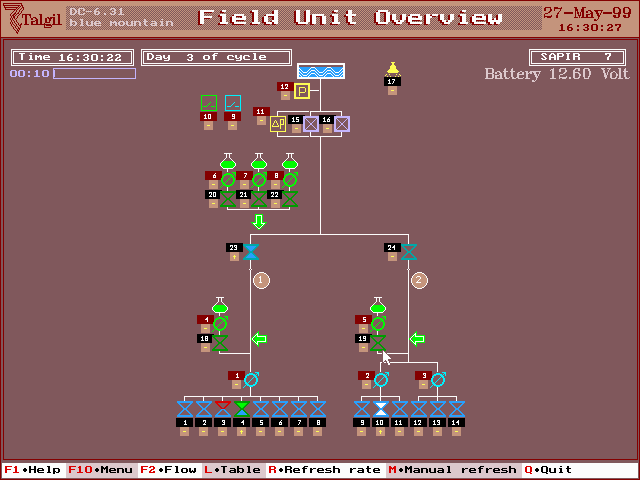 Talgil DC-6.31 blue mountain Field Unit Overview 27-May-99 16:30:27
Time 16:30:22 Day 3 of cycle SAPIR 7
00:10 Battery 12.60 Volt
12 P 17
10 9 11 ΔP 15 16
6 7 8
20 21 22
23 24
1 2
4 5
18 19
1 2 3
1 2 3 4 5 6 7 8 9 10 11 12 13 14
F1•Help F10•Menu F2•Flow L•Table R•Refresh rate M•Manual refresh Q•Quit